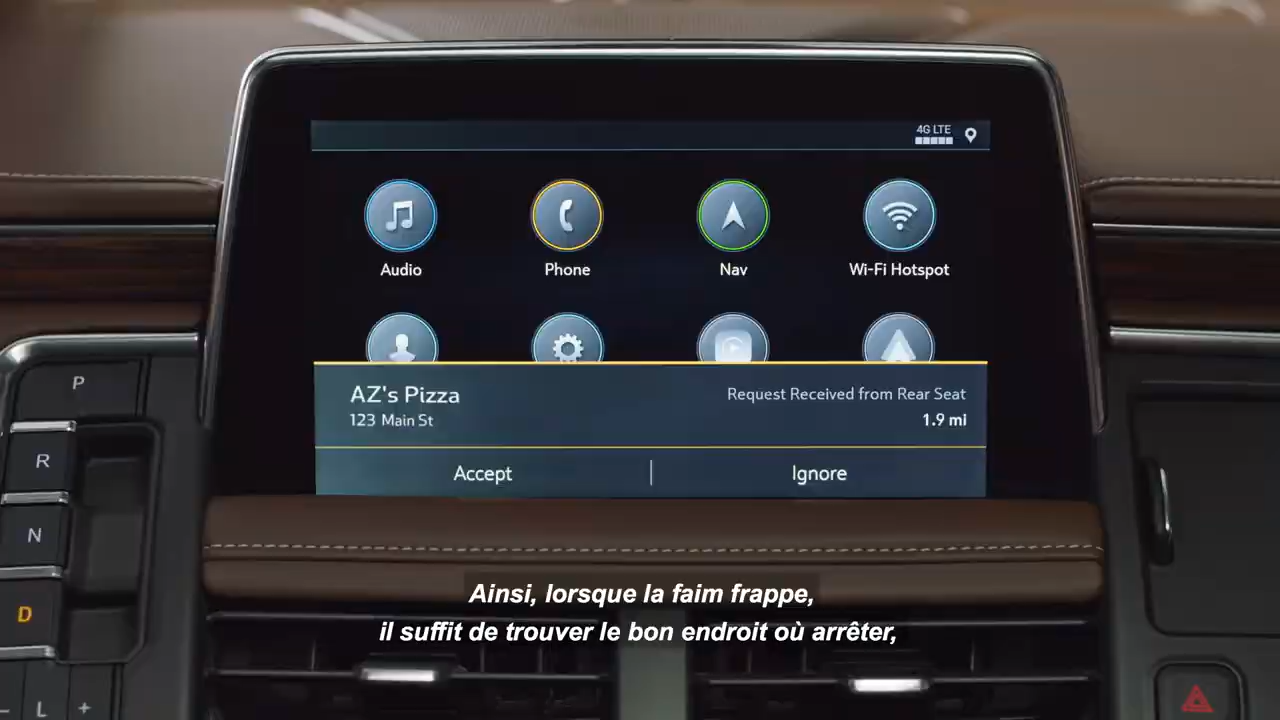 4G LTE
Audio
Phone
Nav
Wi-Fi Hotspot
AZ's Pizza
Request Received from Rear Seat
123 Main St
1.9 mi
Accept
Ignore
P
R
N
D
L +
Ainsi, lorsque la faim frappe,
il suffit de trouver le bon endroit où arrêter,